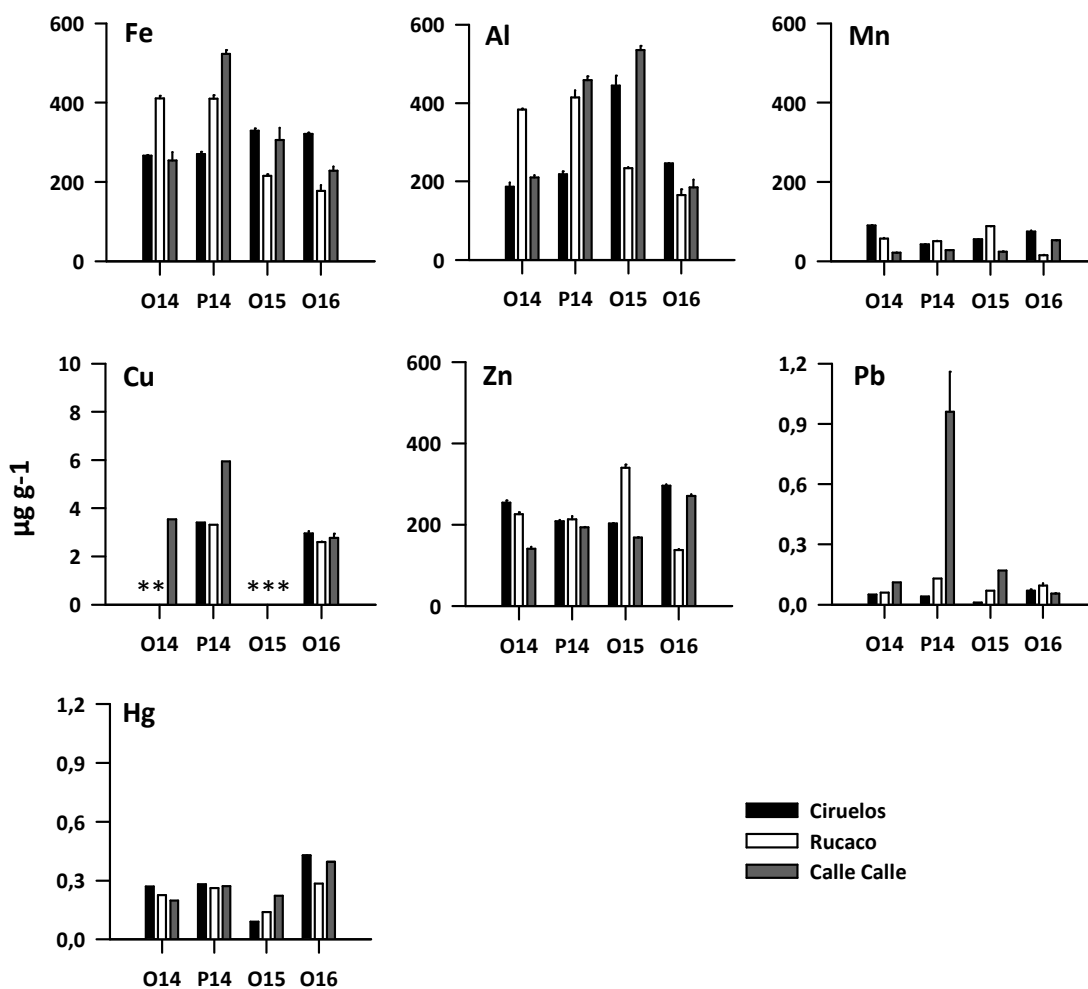 Fe
600
400
200
0
O14 P14 O15 O16
Al
600
400
200
0
O14 P14 O15 O16
Mn
600
400
200
0
O14 P14 O15 O16
µg g-1
Cu
10
8
6
4
2
0
** ***
O14 P14 O15 O16
Zn
600
400
200
0
O14 P14 O15 O16
Pb
1,2
0,9
0,6
0,3
0,0
O14 P14 O15 O16
Hg
1,2
0,9
0,6
0,3
0,0
O14 P14 O15 O16
Ciruelos
Rucaco
Calle Calle